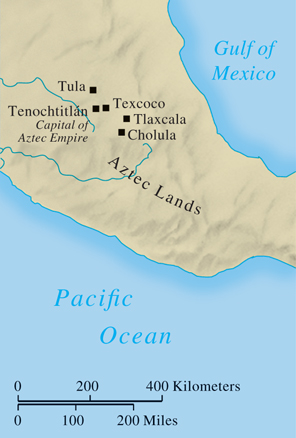 Gulf of
Mexico
Tula
Tenochtitlán
Texcoco
Capital of
Aztec Empire
Tlaxcala
Cholula
Aztec Lands
Pacific
Ocean
0 200 400 Kilometers
0 100 200 Miles